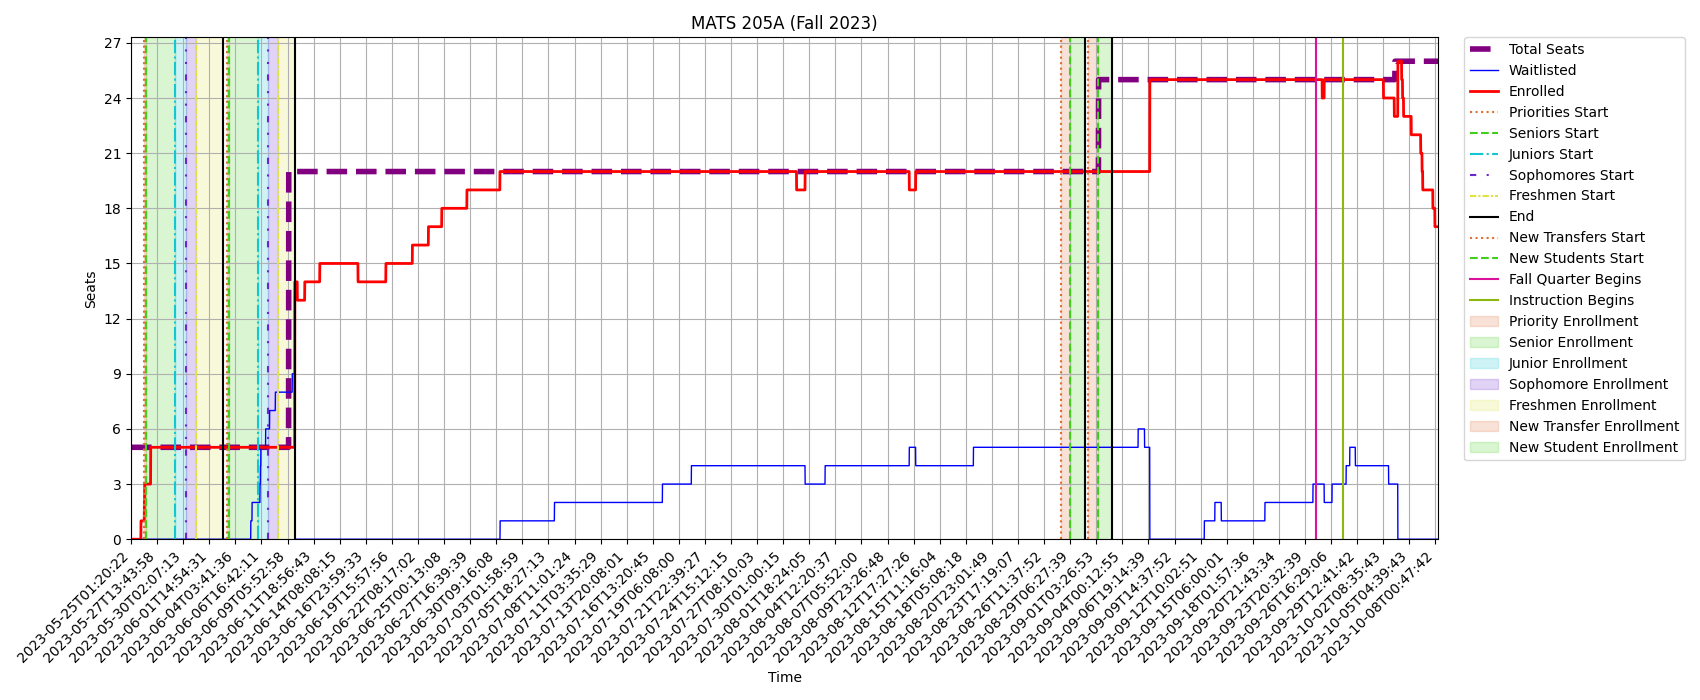 MATS 205A (Fall 2023)
Seats
27
24
21
18
15
12
9
6
3
0
2023-05-25T01:20:22
2023-05-27T13:43:58
2023-05-30T02:07:13
2023-06-01T14:54:31
2023-06-04T03:41:36
2023-06-06T16:42:11
2023-06-09T05:52:58
2023-06-11T18:56:43
2023-06-14T08:08:15
2023-06-16T23:59:33
2023-06-19T15:57:56
2023-06-22T08:17:02
2023-06-25T00:13:08
2023-06-27T16:39:39
2023-06-30T09:16:08
2023-07-03T01:58:59
2023-07-05T18:27:13
2023-07-08T11:01:24
2023-07-11T03:35:29
2023-07-13T20:08:01
2023-07-16T13:20:45
2023-07-19T06:08:00
2023-07-21T22:39:27
2023-07-24T15:12:15
2023-07-27T08:10:03
2023-07-30T01:00:15
2023-08-01T18:24:05
2023-08-04T12:20:37
2023-08-07T05:52:00
2023-08-09T23:26:48
2023-08-12T17:27:26
2023-08-15T11:16:04
2023-08-18T05:08:18
2023-08-20T23:01:49
2023-08-23T17:19:07
2023-08-26T11:37:52
2023-08-29T06:27:39
2023-09-01T03:26:53
2023-09-04T00:12:55
2023-09-06T19:14:39
2023-09-09T14:37:52
2023-09-12T10:02:51
2023-09-15T06:00:01
2023-09-18T01:57:36
2023-09-20T21:43:34
2023-09-23T20:32:39
2023-09-26T16:29:06
2023-09-29T12:41:42
2023-10-02T08:35:43
2023-10-05T04:39:43
2023-10-08T00:47:42
Time
Total Seats
Waitlisted
Enrolled
Priorities Start
Seniors Start
Juniors Start
Sophomores Start
Freshmen Start
End
New Transfers Start
New Students Start
Fall Quarter Begins
Instruction Begins
Priority Enrollment
Senior Enrollment
Junior Enrollment
Sophomore Enrollment
Freshmen Enrollment
New Transfer Enrollment
New Student Enrollment